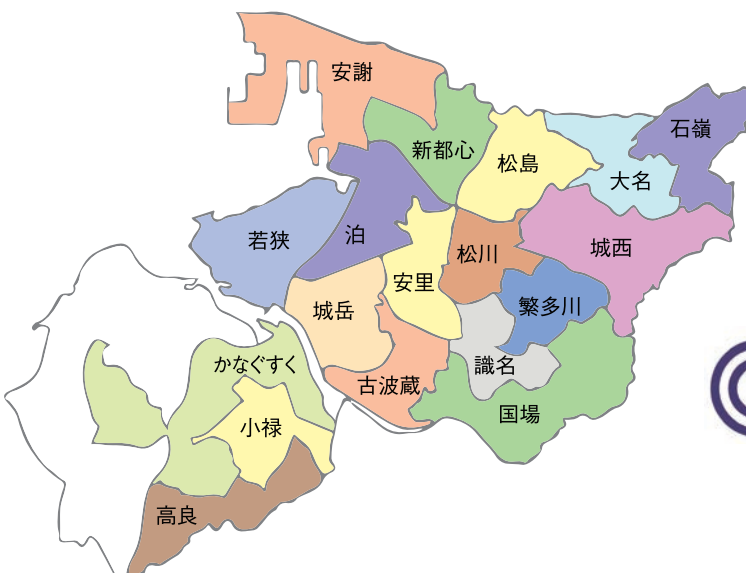 安謝
石嶺
新都心
松島
大名
若狭
泊
松川
城西
安里
城岳
繁多川
かなぐすく
識名
古波蔵
国場
小禄
高良